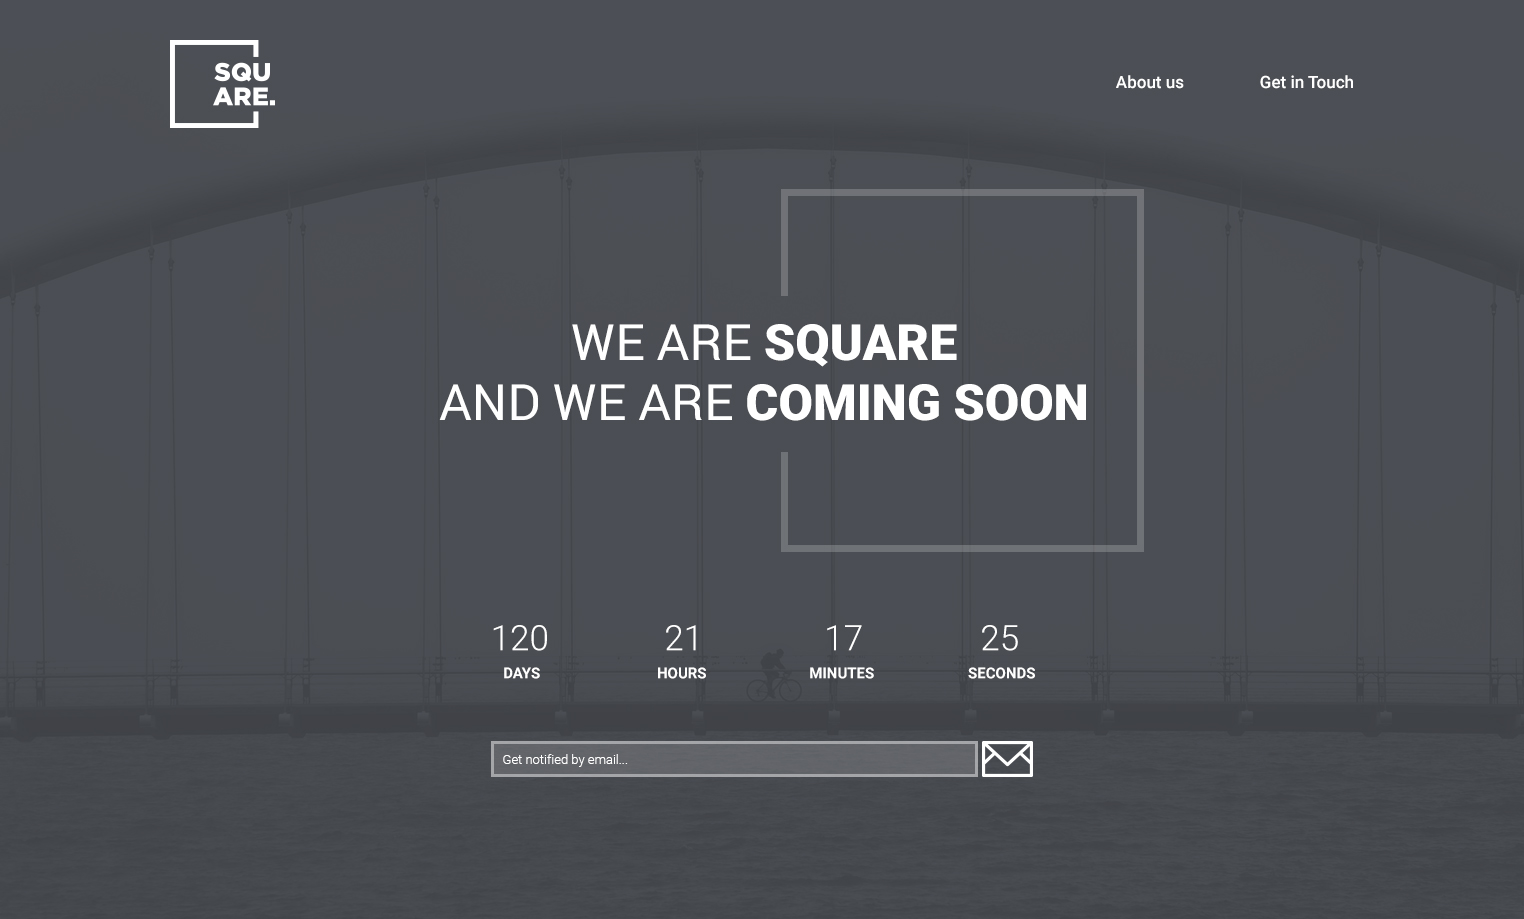 SQU
ARE.
About us
Get in Touch
WE ARE SQUARE
AND WE ARE COMING SOON
120
DAYS
21
HOURS
17
MINUTES
25
SECONDS
Get notified by email...